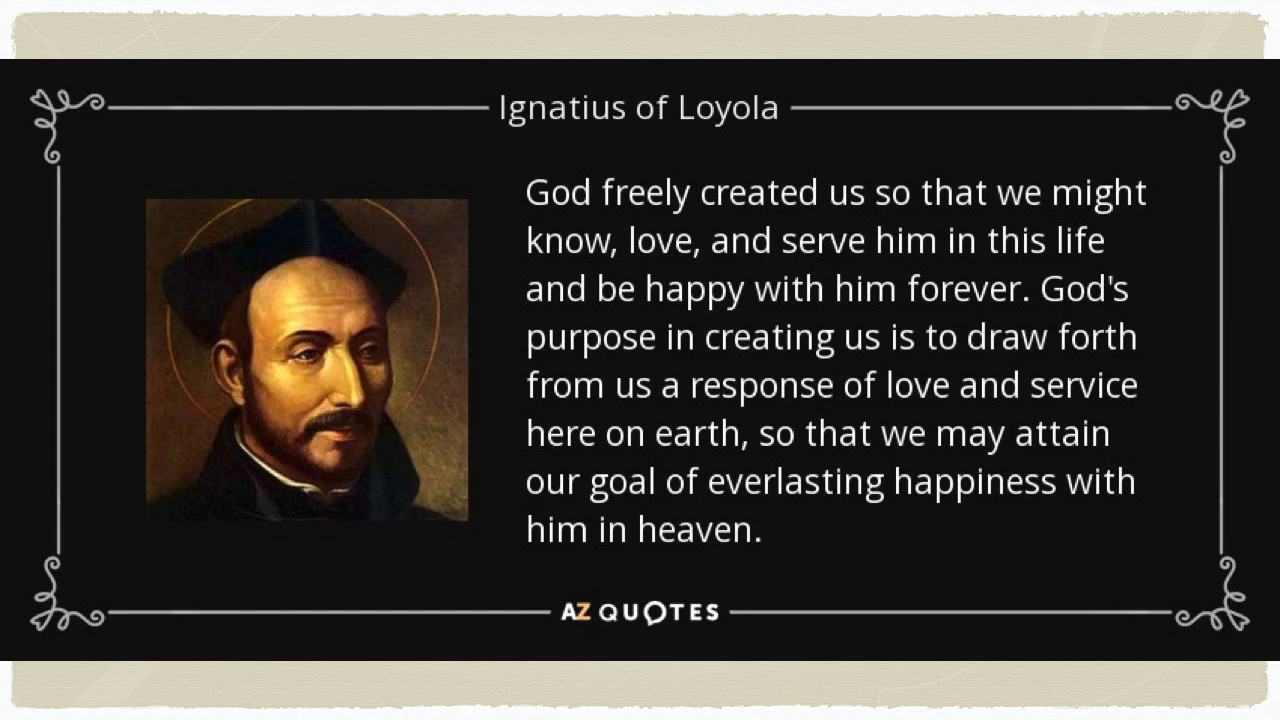 Ignatius of Loyola
God freely created us so that we might
know, love, and serve him in this life
and be happy with him forever. God's
purpose in creating us is to draw forth
from us a response of love and service
here on earth, so that we may attain
our goal of everlasting happiness with
him in heaven.
AZ QUOTES